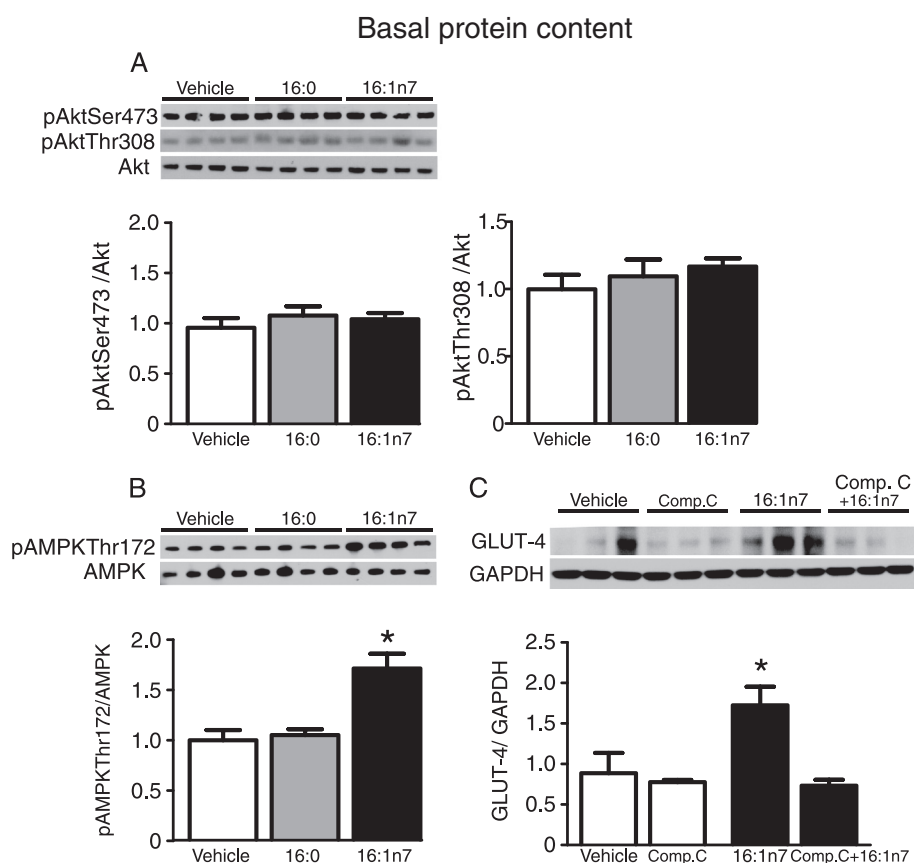 Basal protein content
A
Vehicle 16:0 16:1n7
pAktSer473
pAktThr308
Akt
pAktSer473 /Akt
2.0
1.5
1.0
0.5
0
Vehicle 16:0 16:1n7
pAktThr308 /Akt
1.5
1.0
0.5
0
Vehicle 16:0 16:1n7
B
Vehicle 16:0 16:1n7
pAMPKThr172
AMPK
pAMPKThr172/AMPK
2.0
1.5
1.0
0.5
0
*
Vehicle 16:0 16:1n7
C
Vehicle Comp.C 16:1n7 Comp. C
+16:1n7
GLUT-4
GAPDH
GLUT-4/ GAPDH
2.5
2.0
1.5
1.0
0.5
0
*
Vehicle Comp.C 16:1n7 Comp.C+16:1n7